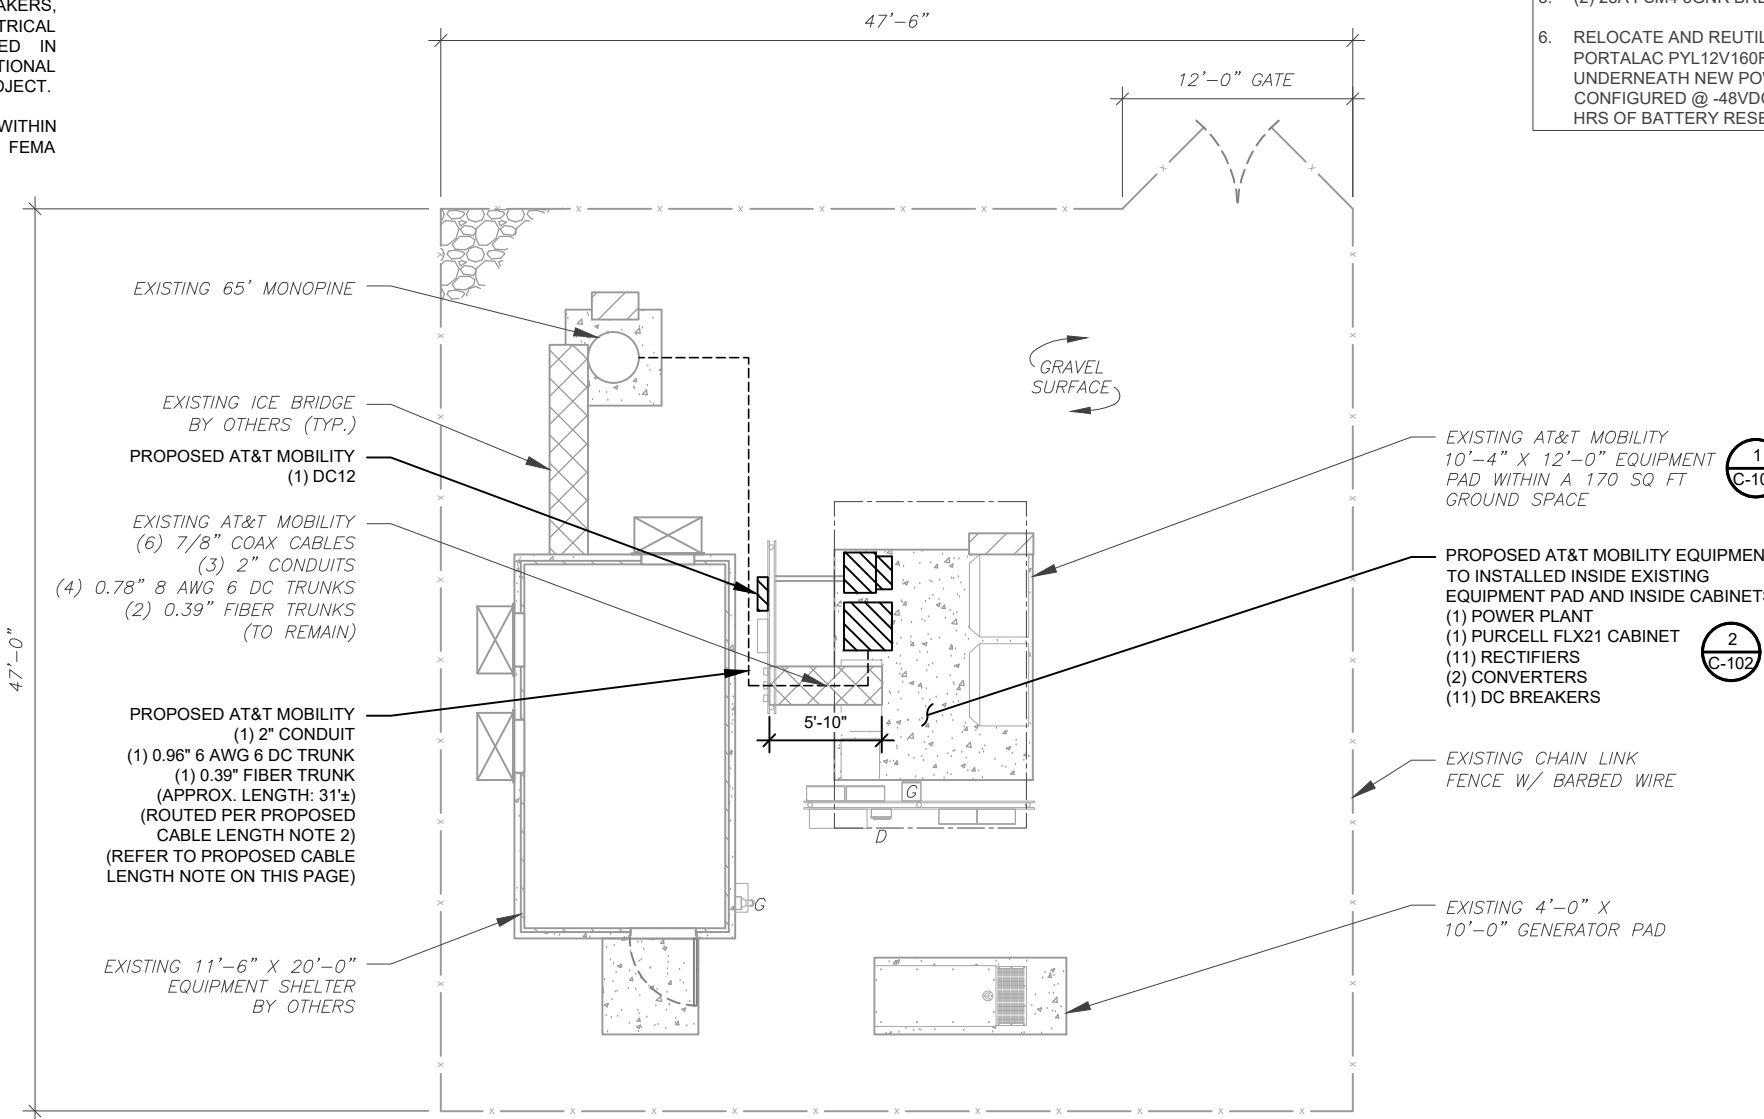 AKERS,
TRICAL
ED IN
TIONAL
OJECT.
WITHIN
FEMA
47'-6"
12'-0" GATE
6. RELOCATE AND REUTIL
PORTALAC PYL12V160F
UNDERNEATH NEW POW
CONFIGURED @ -48VDC
HRS OF BATTERY RESE
47'-0"
EXISTING 65' MONOPINE
EXISTING ICE BRIDGE
BY OTHERS (TYP.)
PROPOSED AT&T MOBILITY
(1) DC12
EXISTING AT&T MOBILITY
(6) 7/8" COAX CABLES
(3) 2" CONDUITS
(4) 0.78" 8 AWG 6 DC TRUNKS
(2) 0.39" FIBER TRUNKS
(TO REMAIN)
PROPOSED AT&T MOBILITY
(1) 2" CONDUIT
(1) 0.96" 6 AWG 6 DC TRUNK
(1) 0.39" FIBER TRUNK
(APPROX. LENGTH: 31'±)
(ROUTED PER PROPOSED
CABLE LENGTH NOTE 2)
(REFER TO PROPOSED CABLE
LENGTH NOTE ON THIS PAGE)
EXISTING 11'-6" X 20'-0"
EQUIPMENT SHELTER
BY OTHERS
GRAVEL
SURFACE
5'-10"
G
D
G
EXISTING AT&T MOBILITY
10'-4" X 12'-0" EQUIPMENT
PAD WITHIN A 170 SQ FT
GROUND SPACE
1
C-10
PROPOSED AT&T MOBILITY EQUIPMEN
TO INSTALLED INSIDE EXISTING
EQUIPMENT PAD AND INSIDE CABINETS
(1) POWER PLANT
(1) PURCELL FLX21 CABINET
(11) RECTIFIERS
(2) CONVERTERS
(11) DC BREAKERS
2
C-102
EXISTING CHAIN LINK
FENCE W/ BARBED WIRE
EXISTING 4'-0" X
10'-0" GENERATOR PAD